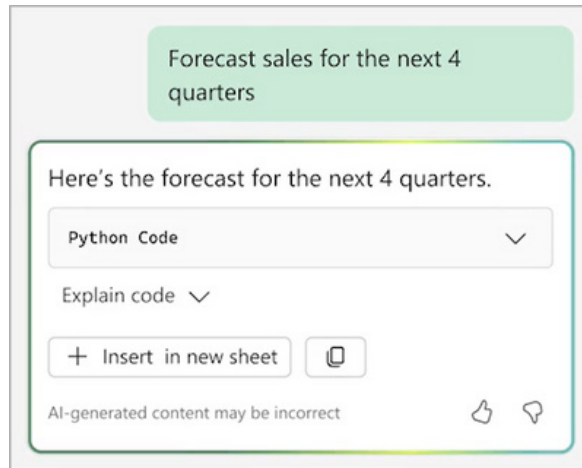 Forecast sales for the next 4
quarters
Here's the forecast for the next 4 quarters.
Python Code
Explain code
Insert in new sheet
AI-generated content may be incorrect